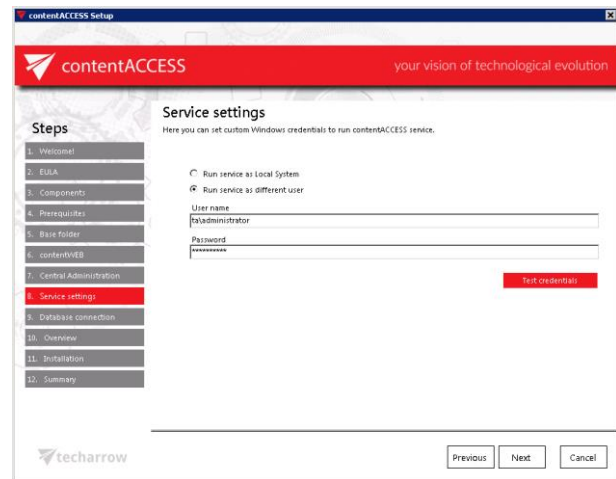 contentACCESS Setup
contentACCESS
your vision of technological evolution
Steps
1. Welcome!
2. EULA
3. Components
4. Prerequisites
5. Base folder
6. contentWEB
7. Central Administration
8. Service settings
9. Database connection
10. Overview
11. Installation
12. Summary
Service settings
Here you can set custom Windows credentials to run contentACCESS service.
Run service as Local System
Run service as different user
User name
ta\administrator
Password
**********
Test credentials
techarrow
Previous
Next
Cancel